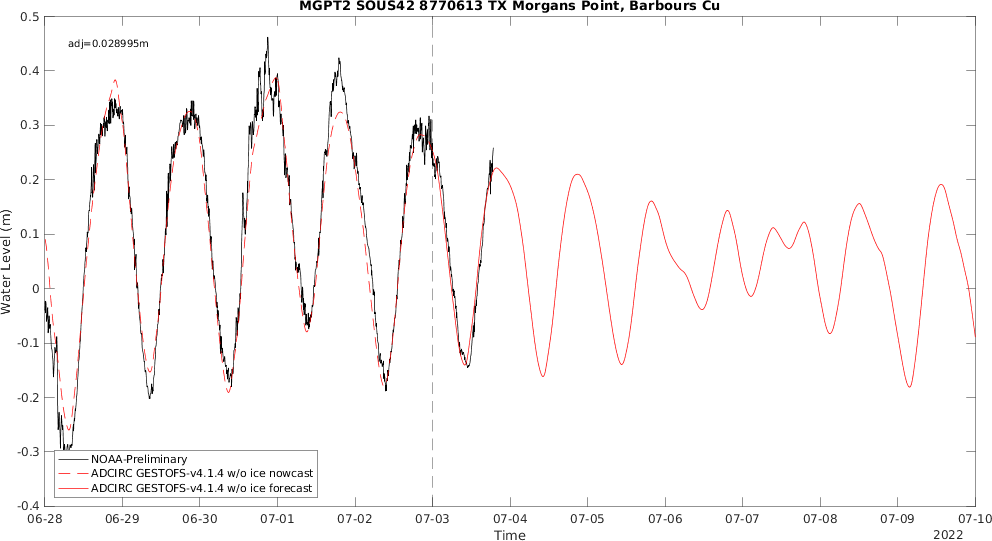 MGPT2 SOUS42 8770613 TX Morgans Point, Barbours Cu
adj=0.028995m
0.5
0.4
0.3
0.2
0.1
0
-0.1
-0.2
-0.3
-0.4
Water Level (m)
NOAA-Preliminary
ADCIRC GESTOFS-v4.1.4 w/o ice nowcast
ADCIRC GESTOFS-v4.1.4 w/o ice forecast
06-28 06-29 06-30 07-01 07-02 07-03 07-04 07-05 07-06 07-07 07-08 07-09 07-10
Time
2022